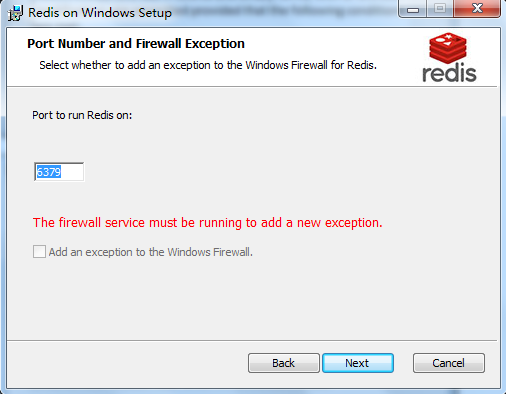 Redis on Windows Setup
Port Number and Firewall Exception
Select whether to add an exception to the Windows Firewall for Redis.
redis
Port to run Redis on:
6379
The firewall service must be running to add a new exception.
Add an exception to the Windows Firewall.
Back
Next
Cancel